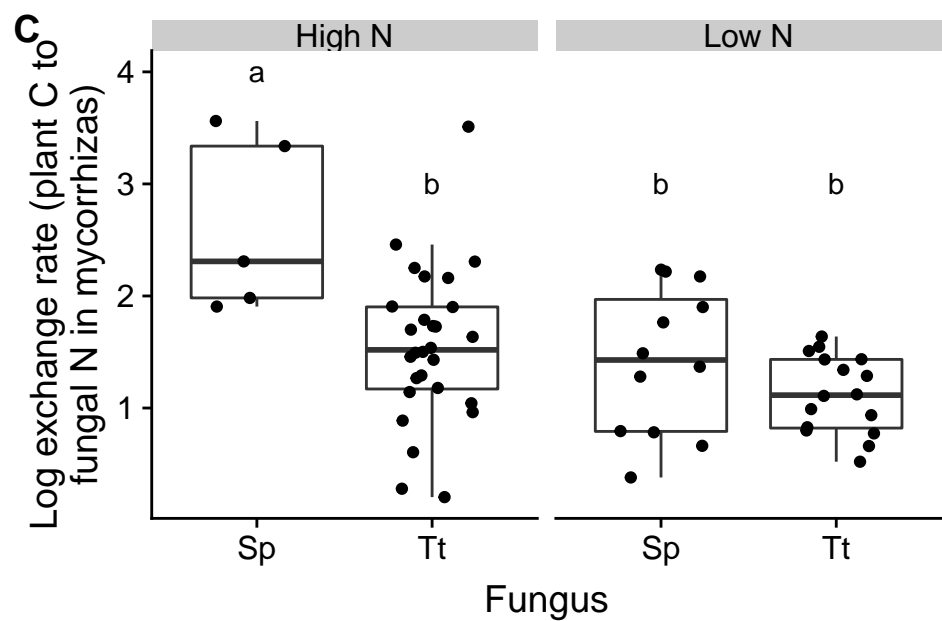 C
High N
Low N
Log exchange rate (plant C to
fungal N in mycorrhizas)
4
3
2
1
a
b
b
b
Sp
Tt
Sp
Tt
Fungus